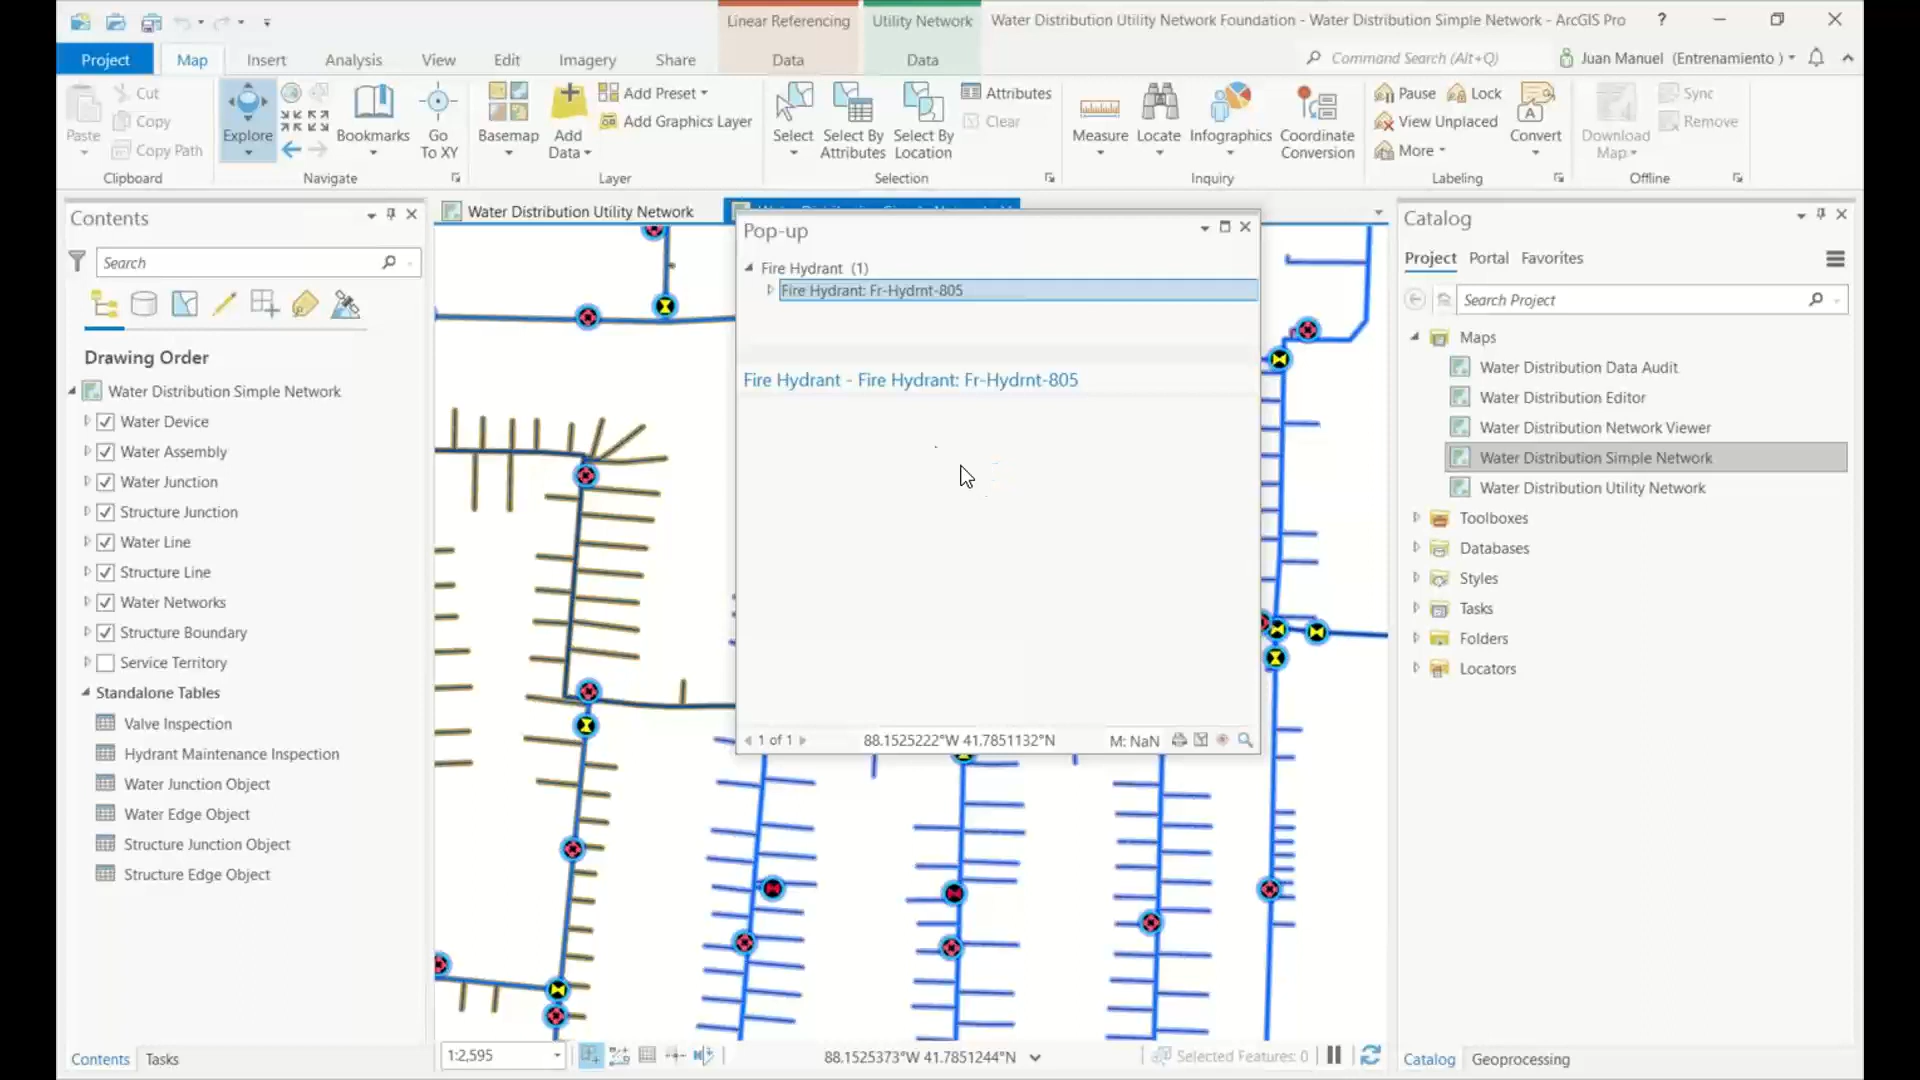 Linear Referencing
Utility Network
Water Distribution Utility Network Foundation - Water Distribution Simple Network - ArcGIS Pro
?
Project
Map
Insert
Analysis
View
Edit
Imagery
Share
Data
Data
Command Search (Alt+Q)
Juan Manuel (Entrenamiento )
Paste
Cut
Copy
Copy Path
Clipboard
Explore
Bookmarks
Go
To XY
Navigate
Basemap
Add
Data
Add Preset
Add Graphics Layer
Layer
Select
Select By
Attributes
Select By
Location
Attributes
Clear
Selection
Measure
Locate
Infographics
Coordinate
Conversion
Inquiry
Pause
Lock
View Unplaced
More
Convert
Labeling
Download
Map
Sync
Remove
Offline
Contents
Search
Drawing Order
Water Distribution Simple Network
Water Device
Water Assembly
Water Junction
Structure Junction
Water Line
Structure Line
Water Networks
Structure Boundary
Service Territory
Standalone Tables
Valve Inspection
Hydrant Maintenance Inspection
Water Junction Object
Water Edge Object
Structure Junction Object
Structure Edge Object
Contents
Tasks
Water Distribution Utility Network
Pop-up
Fire Hydrant (1)
Fire Hydrant: Fr-Hydrnt-805
Fire Hydrant - Fire Hydrant: Fr-Hydrnt-805
1 of 1
88.1525222°W 41.7851132°N
M: NaN
1:2,595
88.1525373°W 41.7851244°N
Selected Features: 0
Catalog
Project
Portal
Favorites
Search Project
Maps
Water Distribution Data Audit
Water Distribution Editor
Water Distribution Network Viewer
Water Distribution Simple Network
Water Distribution Utility Network
Toolboxes
Databases
Styles
Tasks
Folders
Locators
Catalog
Geoprocessing